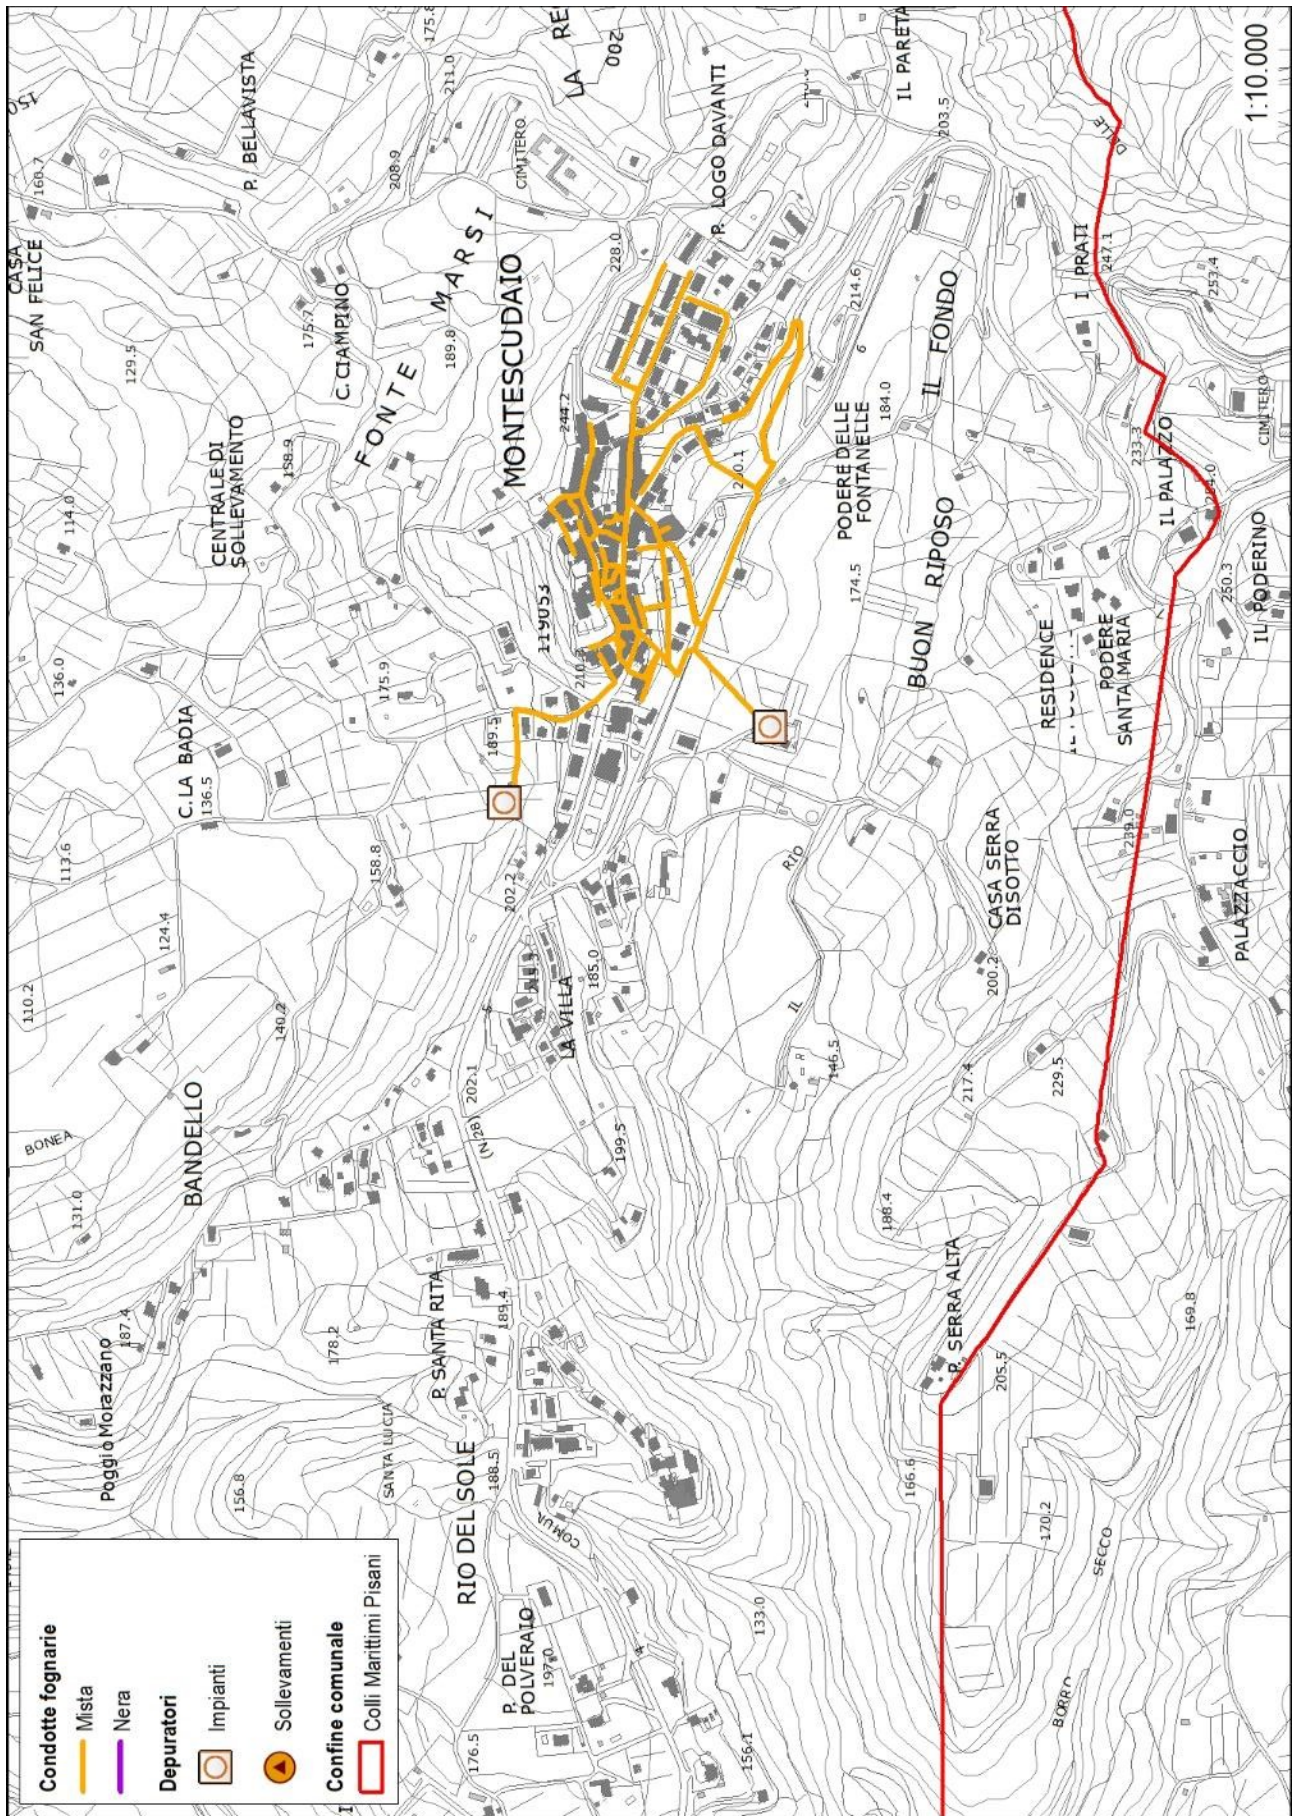 Condotte fognarie
Mista
Nera
Depuratori
Impianti
Sollevamenti
Confine comunale
Colli Marittimi Pisani
1:10.000
BONEA
110.2
113.6
114.0
129.5
CASA
SAN FELICE
160.7
150
131.0
124.4
136.0
187.4
Poggio Morazzano
BANDELLO
140.2
C. LA BADIA
136.5
CENTRALE DI
SOLLEVAMENTO
158.9
P. BELLAVISTA
156.8
178.2
158.8
175.9
175.7
C. CIAMPINO
208.9
SANTA LUCIA
P. SANTA RITA
FONTE MARSI
189.8
211.0
175.8
RIO DEL SOLE
188.5
189.4
(N.28)
202.1
202.2
189.5
MONTESCUDAIO
CIMITERO
176.5
P. DEL
POLVERAIO
197.0
COMUN
LA VILLA
185.0
119053
244.2
228.0
LA RE
200
199.5
P. LOGO DAVANTI
133.0
156.1
146.5
IL RIO
PODERE DELLE
FONTANELLE
174.5
184.0
214.6
6
IL PARETA
203.5
188.4
166.6
P. SERRA ALTA
205.5
217.4
200.2
CASA SERRA
DISOTTO
BUON RIPOSO
IL FONDO
229.5
RESIDENCE
PODERE
SANTA MARIA
I PRATI
247.1
DELLE
170.2
SECCO
BORRO
169.8
239.0
PALAZZACCIO
IL PALAZZO
233.3
253.4
250.3
IL PODERINO
CIMITERO